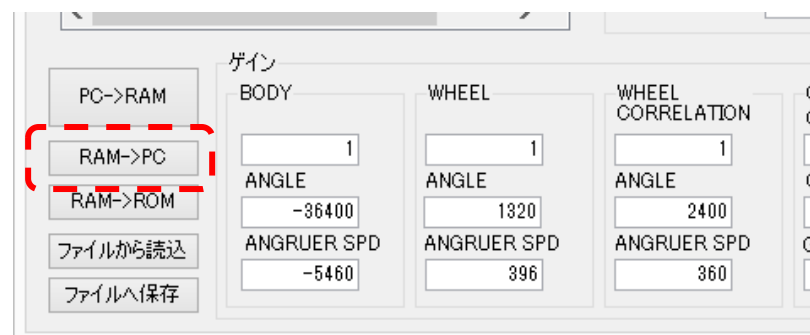 PC->RAM
RAM->PC
RAM->ROM
ファイルから読込
ファイルへ保存
ゲイン
BODY
1
ANGLE
-36400
ANGRUER SPD
-5460
WHEEL
1
ANGLE
1320
ANGRUER SPD
396
WHEEL
CORRELATION
1
ANGLE
2400
ANGRUER SPD
360